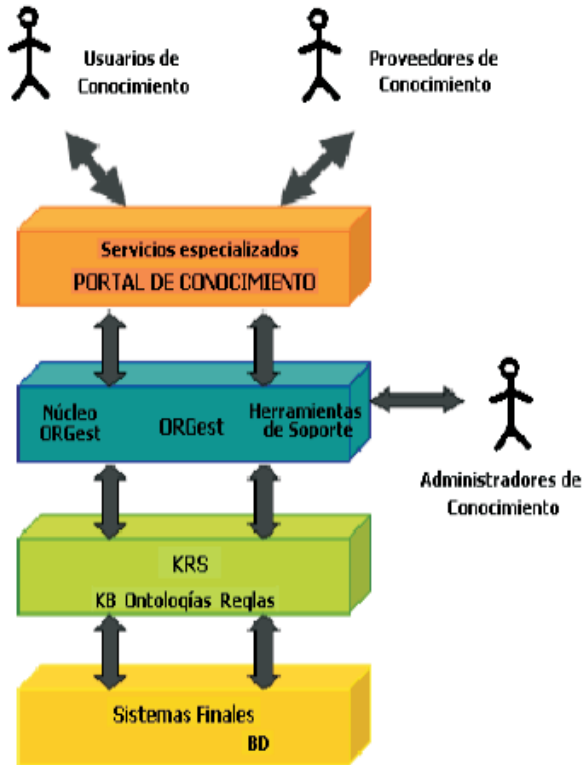 Usuarios de
Conocimiento
Proveedores de
Conocimiento
Servicios especializados
PORTAL DE CONOCIMIENTO
Núcleo
ORGest
ORGest
Herramientas
de Soporte
Administradores de
Conocimiento
KRS
KB Ontologías Reglas
Sistemas Finales
BD